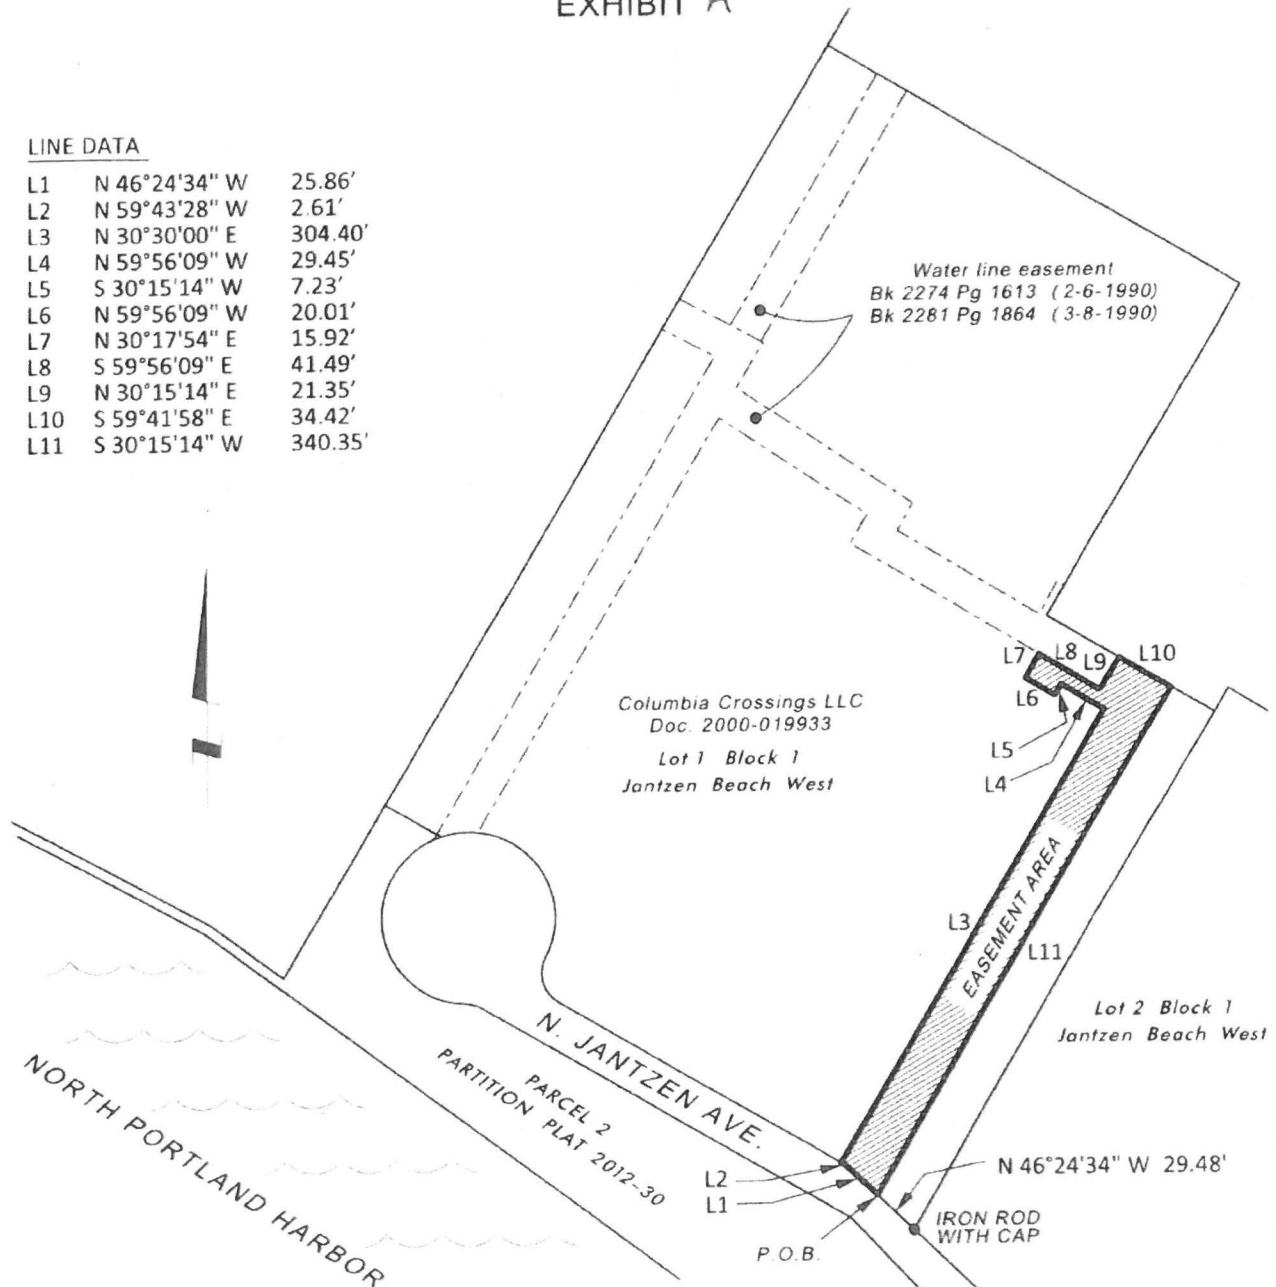 EXHIBIT A
LINE DATA
L1 N 46°24'34" W 25.86'
L2 N 59°43'28" W 2.61'
L3 N 30°30'00" E 304.40'
L4 N 59°56'09" W 29.45'
L5 S 30°15'14" W 7.23'
L6 N 59°56'09" W 20.01'
L7 N 30°17'54" E 15.92'
L8 S 59°56'09" E 41.49'
L9 N 30°15'14" E 21.35'
L10 S 59°41'58" E 34.42'
L11 S 30°15'14" W 340.35'
Water line easement
Bk 2274 Pg 1613 (2-6-1990)
Bk 2281 Pg 1864 (3-8-1990)
L7
L8
L9
L10
L6
L5
L4
Columbia Crossings LLC
Doc. 2000-019933
Lot 1 Block 1
Jantzen Beach West
L3
EASEMENT AREA
L11
Lot 2 Block 1
Jantzen Beach West
N. JANTZEN AVE.
PARCEL 2
PARTITION PLAT 2012-30
NORTH PORTLAND HARBOR
L2
L1
N 46°24'34" W 29.48'
P.O.B.
IRON ROD
WITH CAP